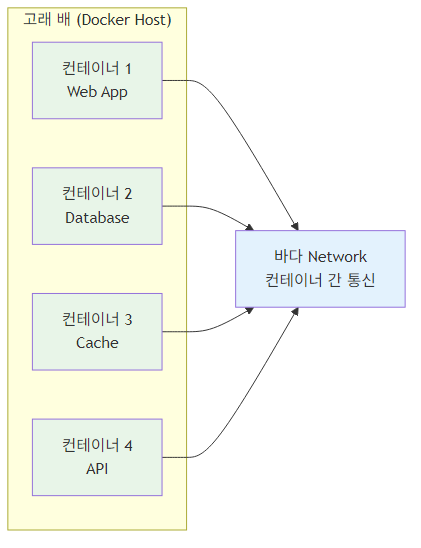 고래 배 (Docker Host)
컨테이너 1
Web App
컨테이너 2
Database
바다 Network
컨테이너 간 통신
컨테이너 3
Cache
컨테이너 4
API